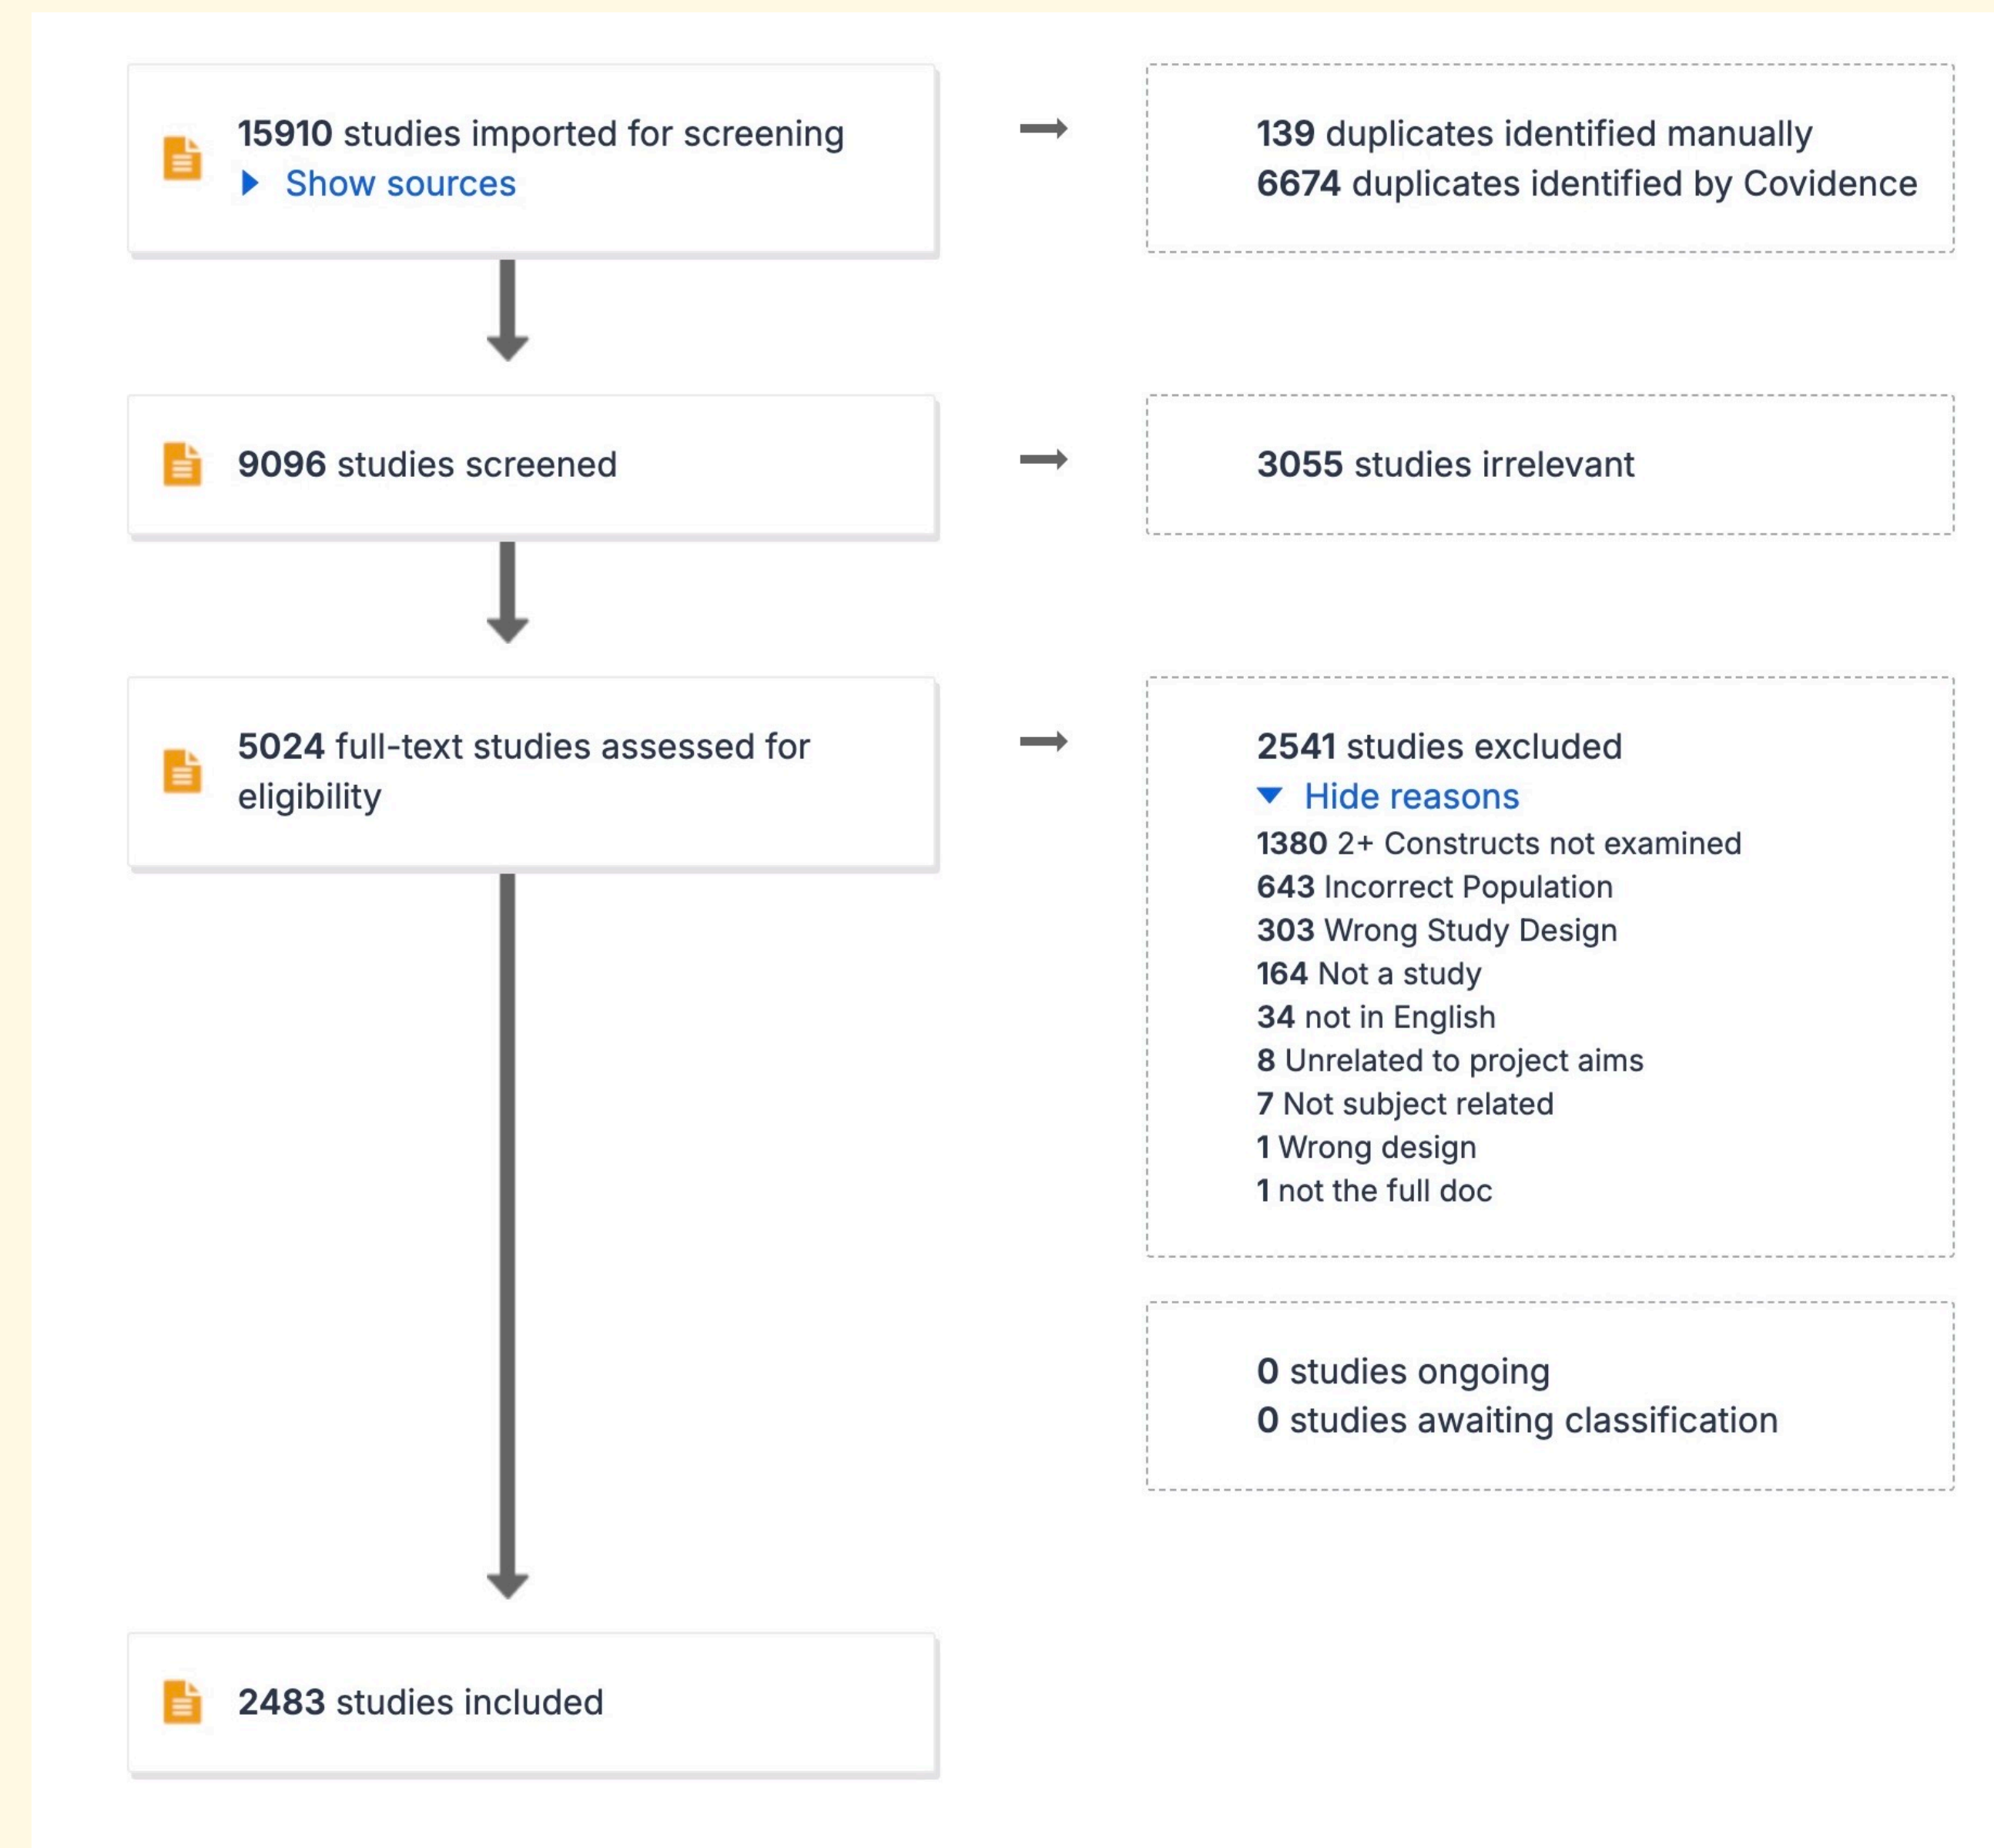 15910 studies imported for screening
Show sources
139 duplicates identified manually
6674 duplicates identified by Covidence
9096 studies screened
3055 studies irrelevant
5024 full-text studies assessed for
eligibility
2541 studies excluded
Hide reasons
1380 2+ Constructs not examined
643 Incorrect Population
303 Wrong Study Design
164 Not a study
34 not in English
8 Unrelated to project aims
7 Not subject related
1 Wrong design
1 not the full doc
0 studies ongoing
0 studies awaiting classification
2483 studies included